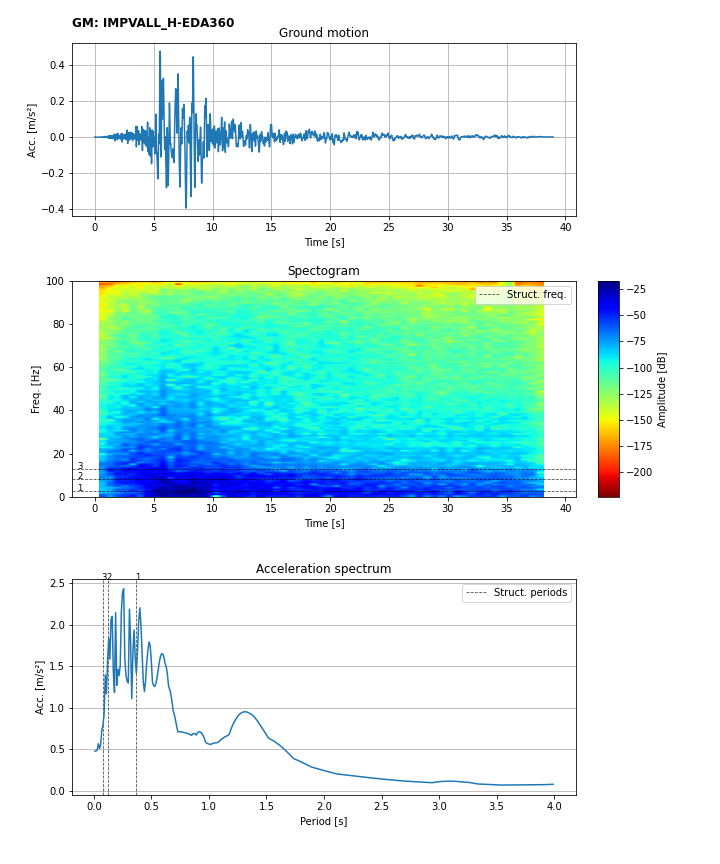 GM: IMPVALL_H-EDA360
Ground motion
Acc. [m/s²]
0.4
0.2
0.0
−0.2
−0.4
0 5 10 15 20 25 30 35 40
Time [s]
Spectogram
Freq. [Hz]
100
80
60
40
20
0
3
2
1
Struct. freq.
0 5 10 15 20 25 30 35 40
Time [s]
−25
−50
−75
−100
−125
−150
−175
−200
Amplitude [dB]
Acceleration spectrum
32 1
Struct. periods
Acc. [m/s²]
2.5
2.0
1.5
1.0
0.5
0.0
0.0 0.5 1.0 1.5 2.0 2.5 3.0 3.5 4.0
Period [s]